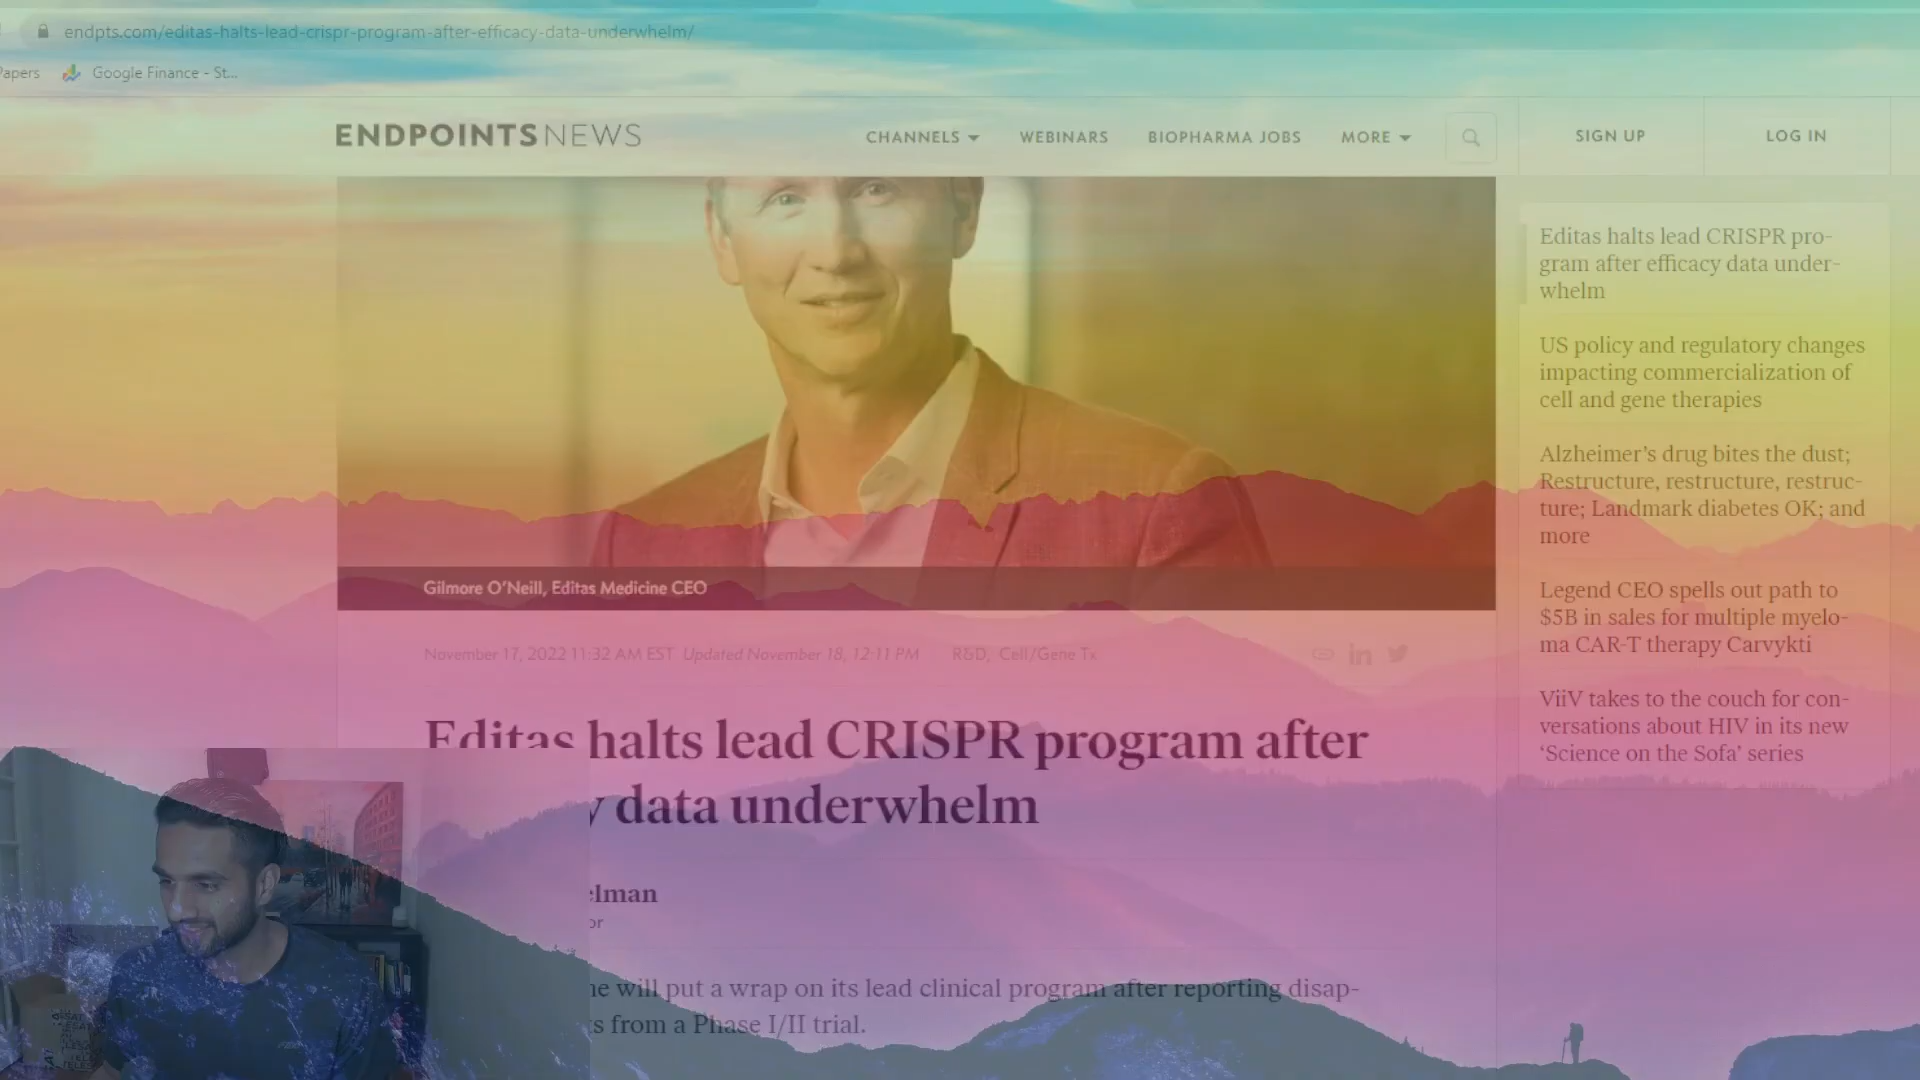 endpts.com/editas-halts-lead-crispr-program-after-efficacy-data-underwhelm/
Papers
Google Finance - St...
ENDPOINTS NEWS
CHANNELS
WEBINARS
BIOPHARMA JOBS
MORE
SIGN UP
LOG IN
Gilmore O'Neill, Editas Medicine CEO
November 17, 2022 11:32 AM EST Updated November 18, 12:11 PM
R&D, Cell/Gene Tx
Editas halts lead CRISPR program after
data underwhelm
elman
or
will put a wrap on its lead clinical program after reporting disap-
from a Phase I/II trial.
Editas halts lead CRISPR pro-
gram after efficacy data under-
whelm
US policy and regulatory changes
impacting commercialization of
cell and gene therapies
Alzheimer's drug bites the dust;
Restructure, restructure, restruc-
ture; Landmark diabetes OK; and
more
Legend CEO spells out path to
$5B in sales for multiple myelo-
ma CAR-T therapy Carvykti
ViiV takes to the couch for con-
versations about HIV in its new
'Science on the Sofa' series